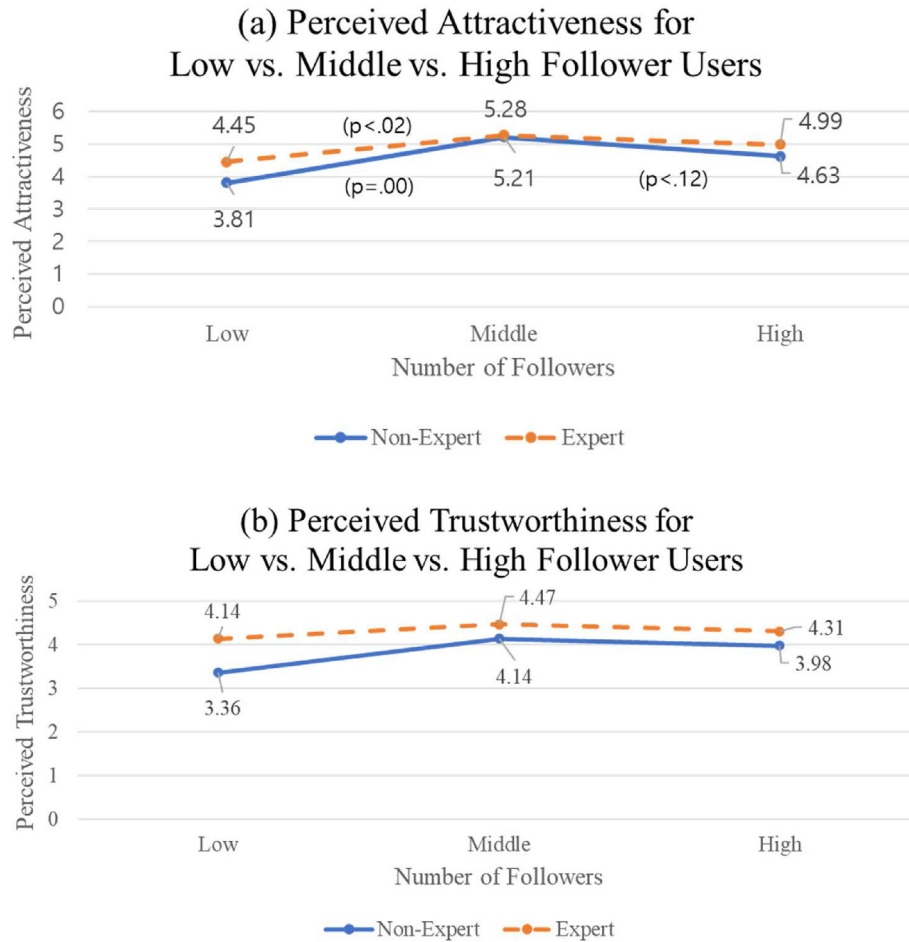 (a) Perceived Attractiveness for
Low vs. Middle vs. High Follower Users
Perceived Attractiveness
6
5
4
3
2
1
0
4.45
(p<.02)
5.28
4.99
3.81
(p=.00)
5.21
(p<.12)
4.63
Low
Middle
High
Number of Followers
Non-Expert
Expert
(b) Perceived Trustworthiness for
Low vs. Middle vs. High Follower Users
Perceived Trustworthiness
5
4
3
2
1
0
4.14
4.47
4.31
3.36
4.14
3.98
Low
Middle
High
Number of Followers
Non-Expert
Expert